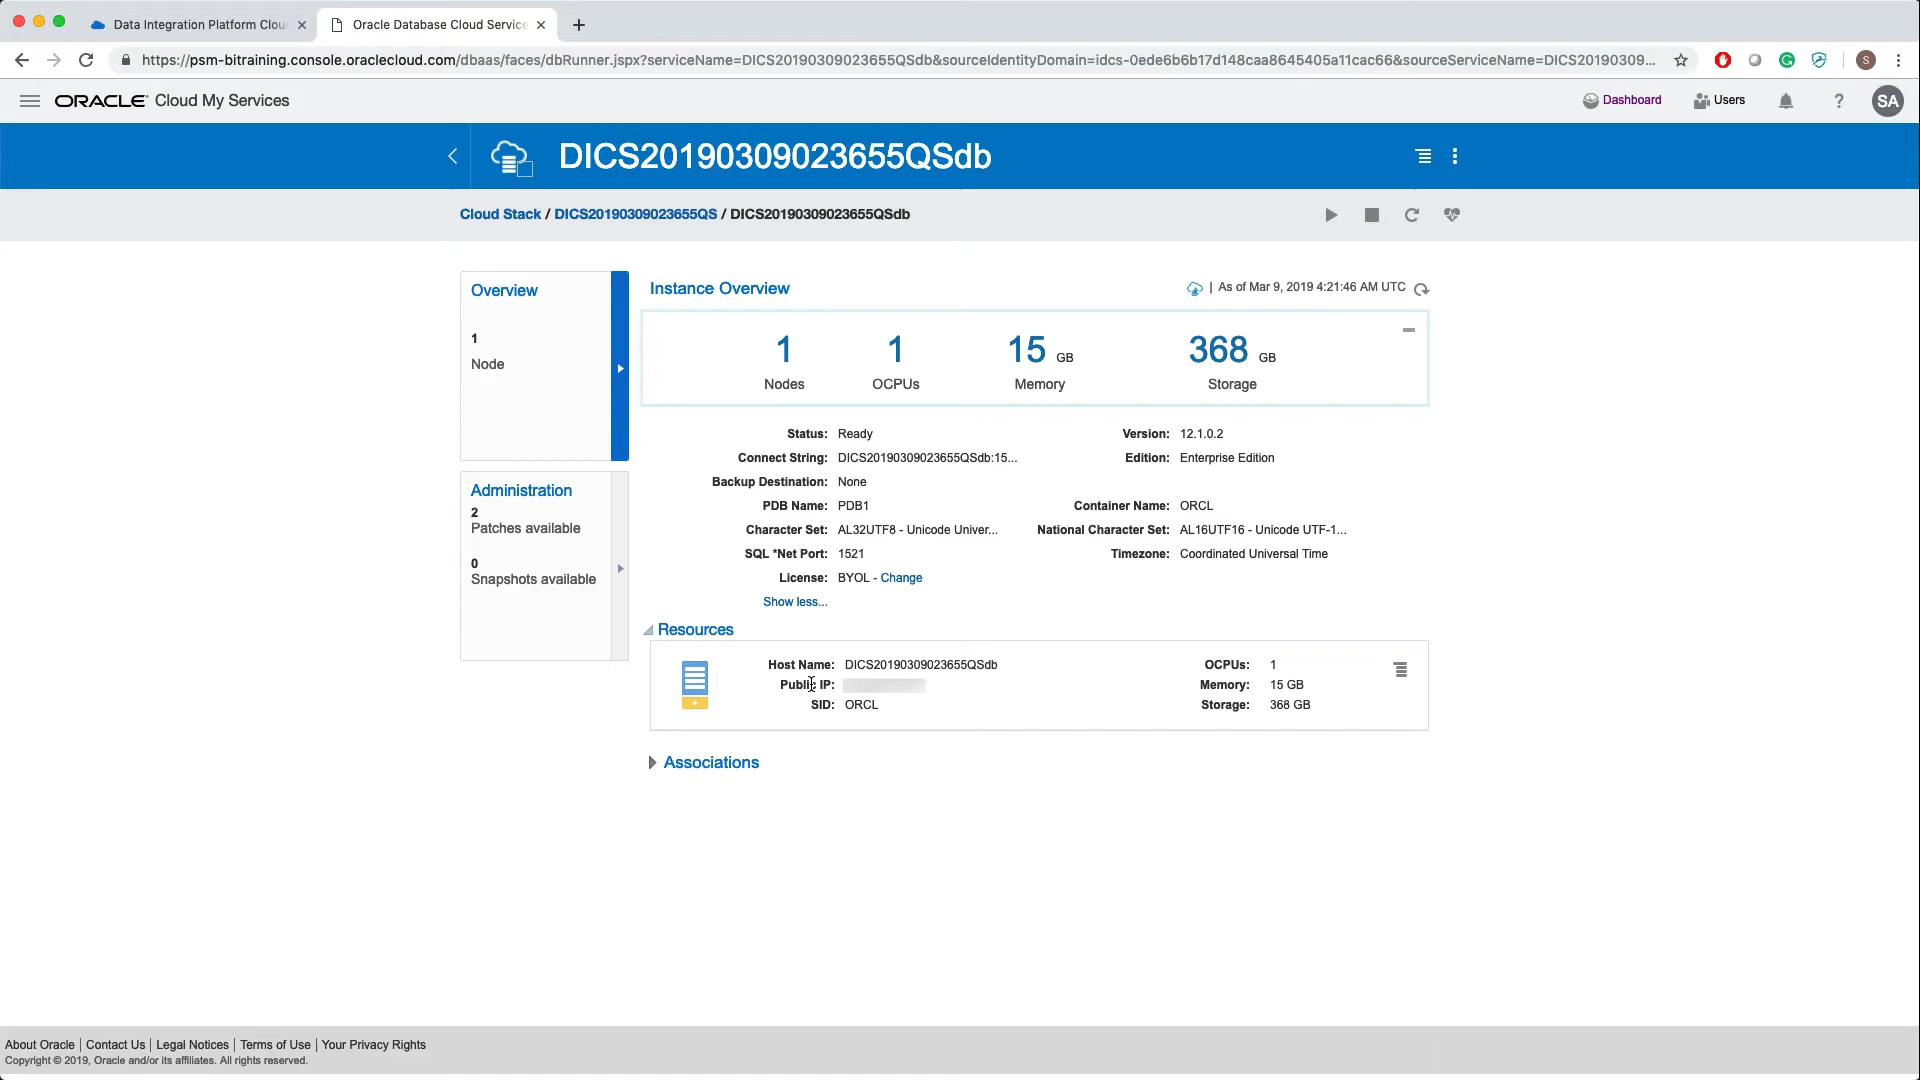 Data Integration Platform Clou
Oracle Database Cloud Service
https://psm-bitraining.console.oraclecloud.com/dbaas/faces/dbRunner.jspx?serviceName=DICS20190309023655QSdb&sourceIdentityDomain=idcs-0ede6b6b17d148caa8645405a11cac66&sourceServiceName=DICS20190309...
S
ORACLE Cloud My Services
Dashboard
Users
?
SA
DICS20190309023655QSdb
Cloud Stack / DICS20190309023655QS / DICS20190309023655QSdb
Overview
1
Node
Administration
2
Patches available
0
Snapshots available
Instance Overview
| As of Mar 9, 2019 4:21:46 AM UTC
1
Nodes
1
OCPUs
15 GB
Memory
368 GB
Storage
Status: Ready
Version: 12.1.0.2
Connect String: DICS20190309023655QSdb:15...
Edition: Enterprise Edition
Backup Destination: None
PDB Name: PDB1
Container Name: ORCL
Character Set: AL32UTF8 - Unicode Univer...
National Character Set: AL16UTF16 - Unicode UTF-1...
SQL *Net Port: 1521
Timezone: Coordinated Universal Time
License: BYOL - Change
Show less...
Resources
Host Name: DICS20190309023655QSdb
OCPUs: 1
Public IP:
Memory: 15 GB
SID: ORCL
Storage: 368 GB
Associations
About Oracle | Contact Us | Legal Notices | Terms of Use | Your Privacy Rights
Copyright © 2019, Oracle and/or its affiliates. All rights reserved.